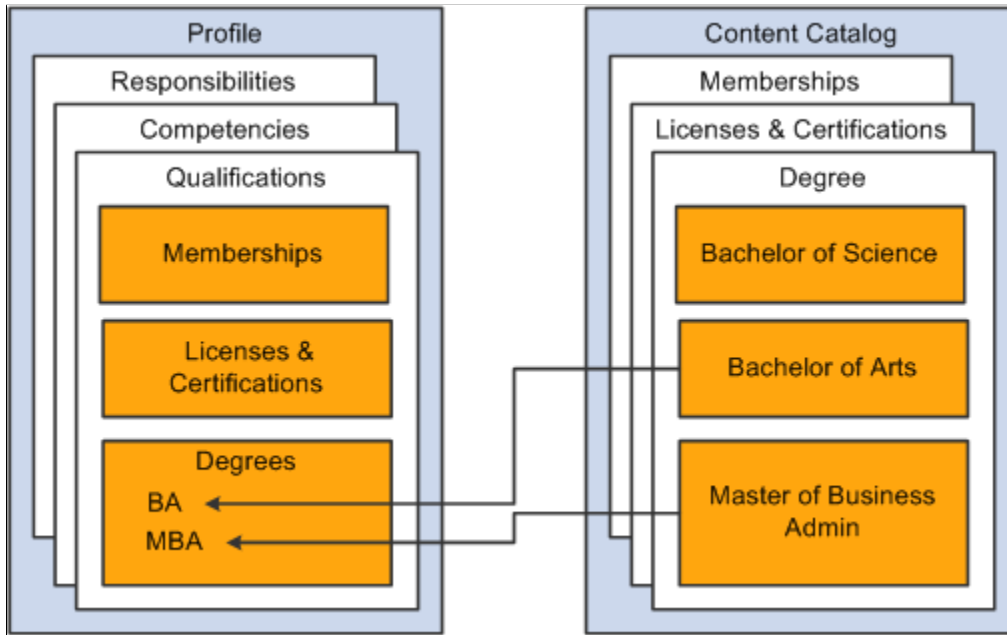 Profile
Responsibilities
Competencies
Qualifications
Memberships
Licenses &
Certifications
Degrees
BA
MBA
Content Catalog
Memberships
Licenses & Certifications
Degree
Bachelor of Science
Bachelor of Arts
Master of Business
Admin